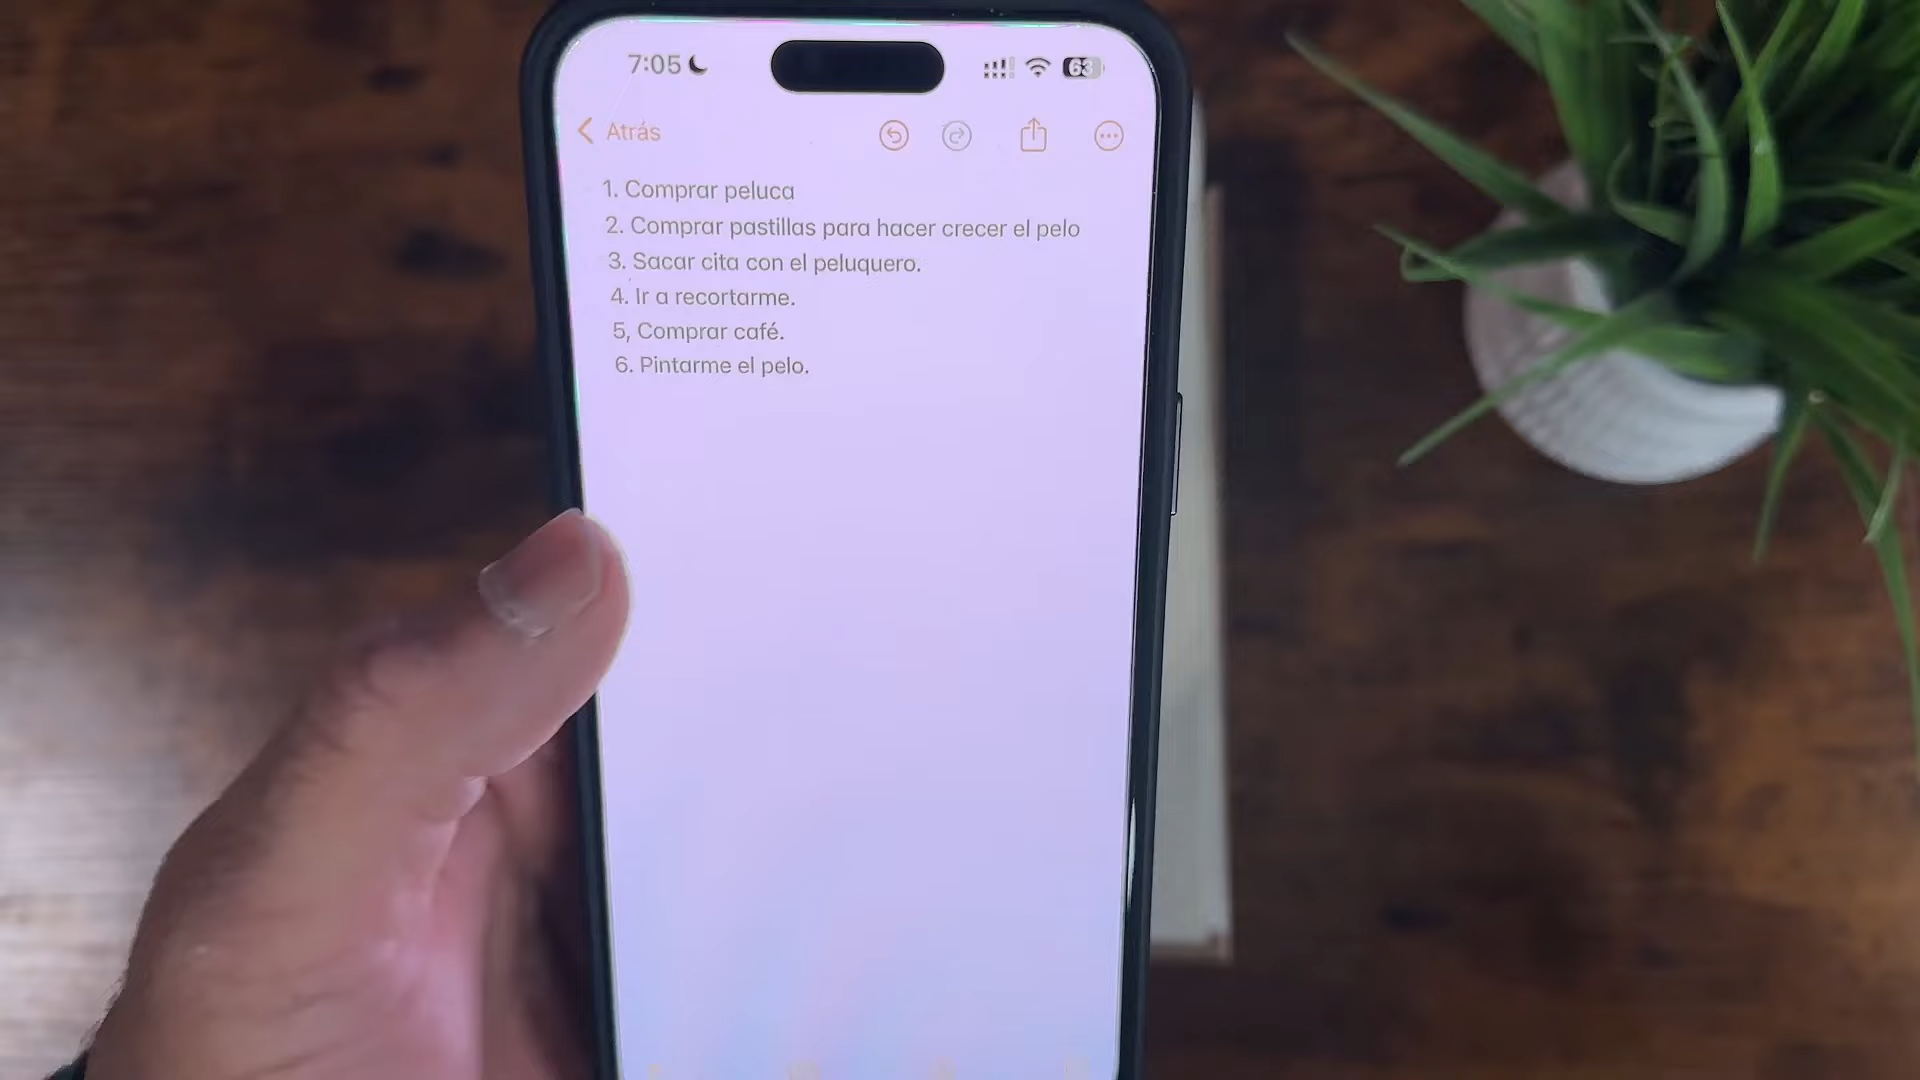 7:05
63
Atrás
1. Comprar peluca
2. Comprar pastillas para hacer crecer el pelo
3. Sacar cita con el peluquero.
4. Ir a recortarme.
5, Comprar café.
6. Pintarme el pelo.